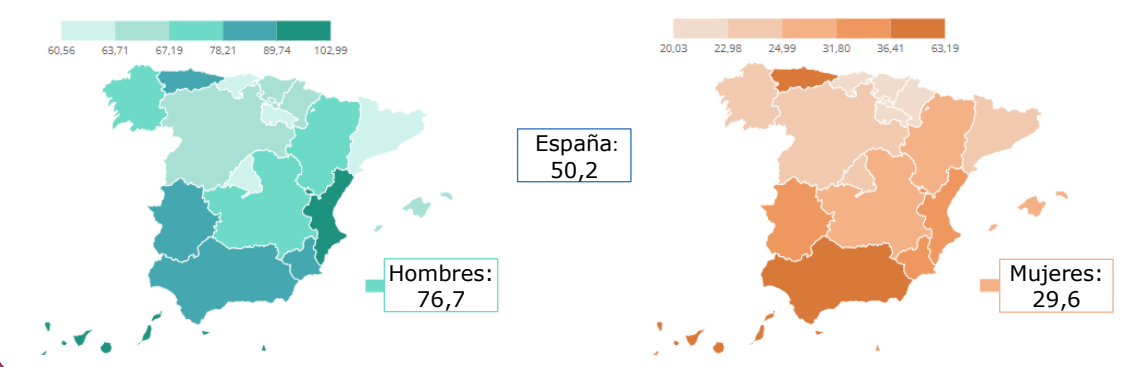 60,56 63,71 67,19 78,21 89,74 102,99
20,03 22,98 24,99 31,80 36,41 63,19
España:
50,2
Hombres:
76,7
Mujeres:
29,6